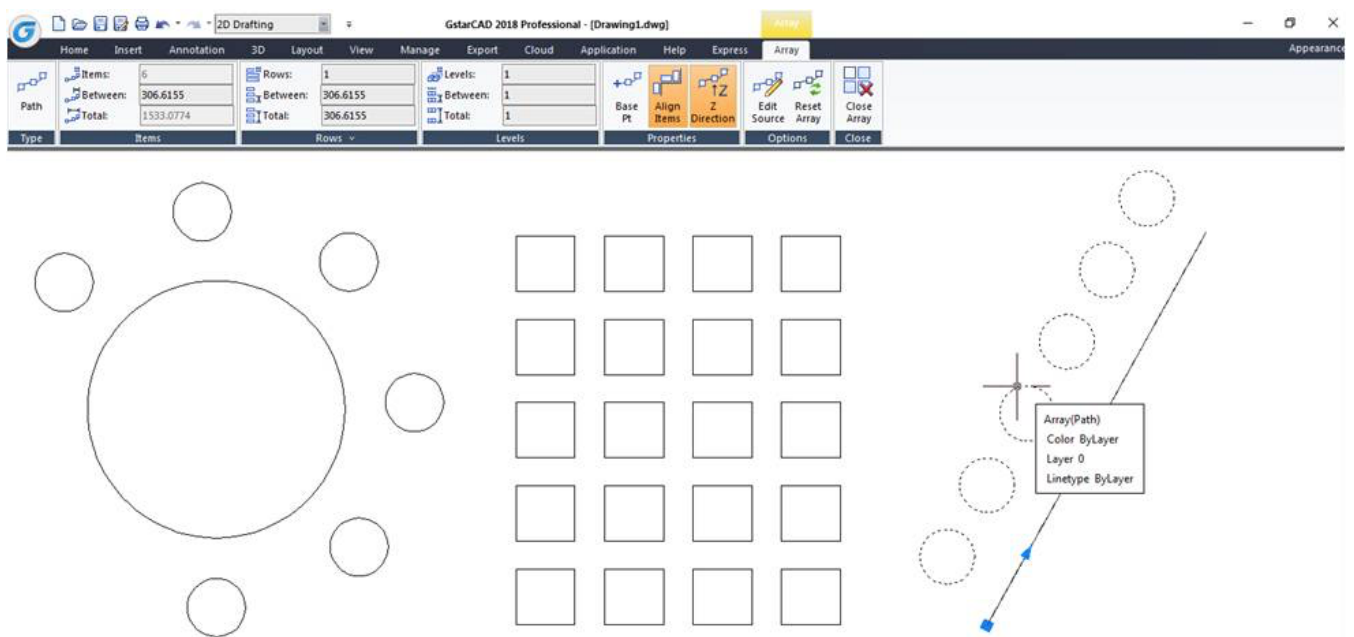 2D Drafting GstarCAD 2018 Professional - [Drawing1.dwg] Array
Home Insert Annotation 3D Layout View Manage Export Cloud Application Help Express Array Appearance
Path
Items: 6
Between: 306.6155
Total: 1533.0774
Rows: 1
Between: 306.6155
Total: 306.6155
Levels: 1
Between: 1
Total: 1
Base Pt
Align Items
Z Direction
Edit Source
Reset Array
Close Array
Type Items Rows Levels Properties Options Close
Array(Path)
Color ByLayer
Layer 0
Linetype ByLayer